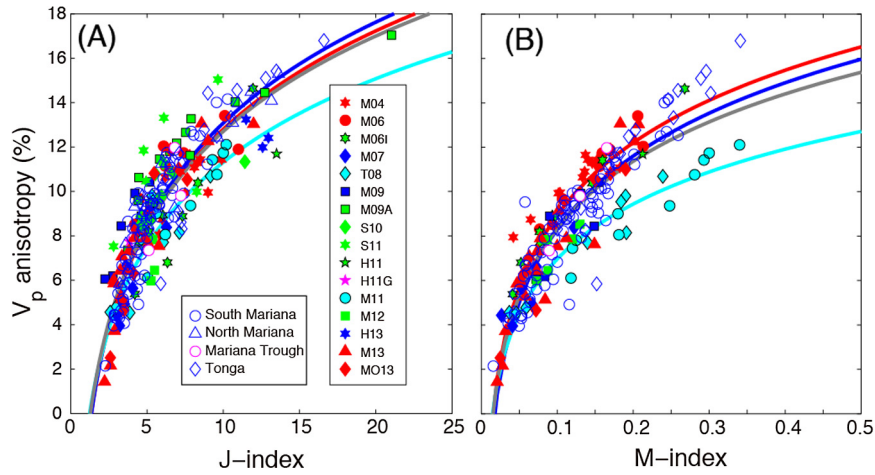 (A)
(B)
Vp anisotropy (%)
18
16
14
12
10
8
6
4
2
0
0
5
10
15
20
25
J–index
M04
M06
M06I
M07
T08
M09
M09A
S10
S11
H11
H11G
M11
M12
H13
M13
MO13
South Mariana
North Mariana
Mariana Trough
Tonga
0
0.1
0.2
0.3
0.4
0.5
M–index